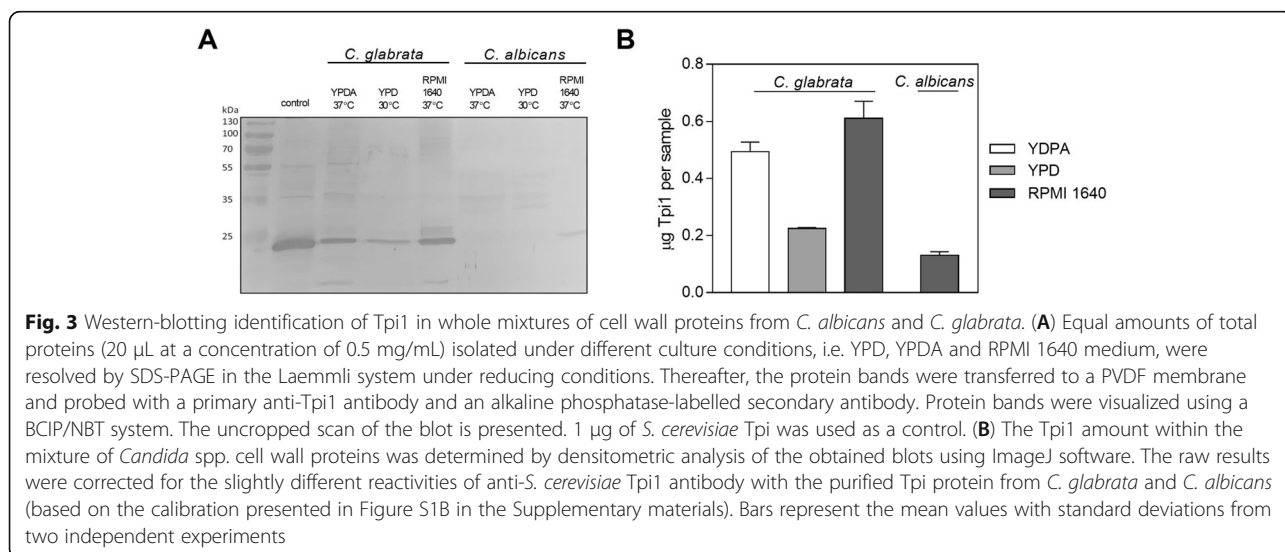 A
C. glabrata
C. albicans
control
YPDA 37°C
YPD 30°C
RPMI 1640 37°C
YPDA 37°C
YPD 30°C
RPMI 1640 37°C
kDa
130
100
70
55
35
25
B
C. glabrata
C. albicans
µg Tpi1 per sample
0.8
0.6
0.4
0.2
0.0
YDPA
YPD
RPMI 1640
Fig. 3 Western-blotting identification of Tpi1 in whole mixtures of cell wall proteins from C. albicans and C. glabrata. (A) Equal amounts of total
proteins (20 µL at a concentration of 0.5 mg/mL) isolated under different culture conditions, i.e. YPD, YPDA and RPMI 1640 medium, were
resolved by SDS-PAGE in the Laemmli system under reducing conditions. Thereafter, the protein bands were transferred to a PVDF membrane
and probed with a primary anti-Tpi1 antibody and an alkaline phosphatase-labelled secondary antibody. Protein bands were visualized using a
BCIP/NBT system. The uncropped scan of the blot is presented. 1 µg of S. cerevisiae Tpi was used as a control. (B) The Tpi1 amount within the
mixture of Candida spp. cell wall proteins was determined by densitometric analysis of the obtained blots using ImageJ software. The raw results
were corrected for the slightly different reactivities of anti-S. cerevisiae Tpi1 antibody with the purified Tpi protein from C. glabrata and C. albicans
(based on the calibration presented in Figure S1B in the Supplementary materials). Bars represent the mean values with standard deviations from
two independent experiments